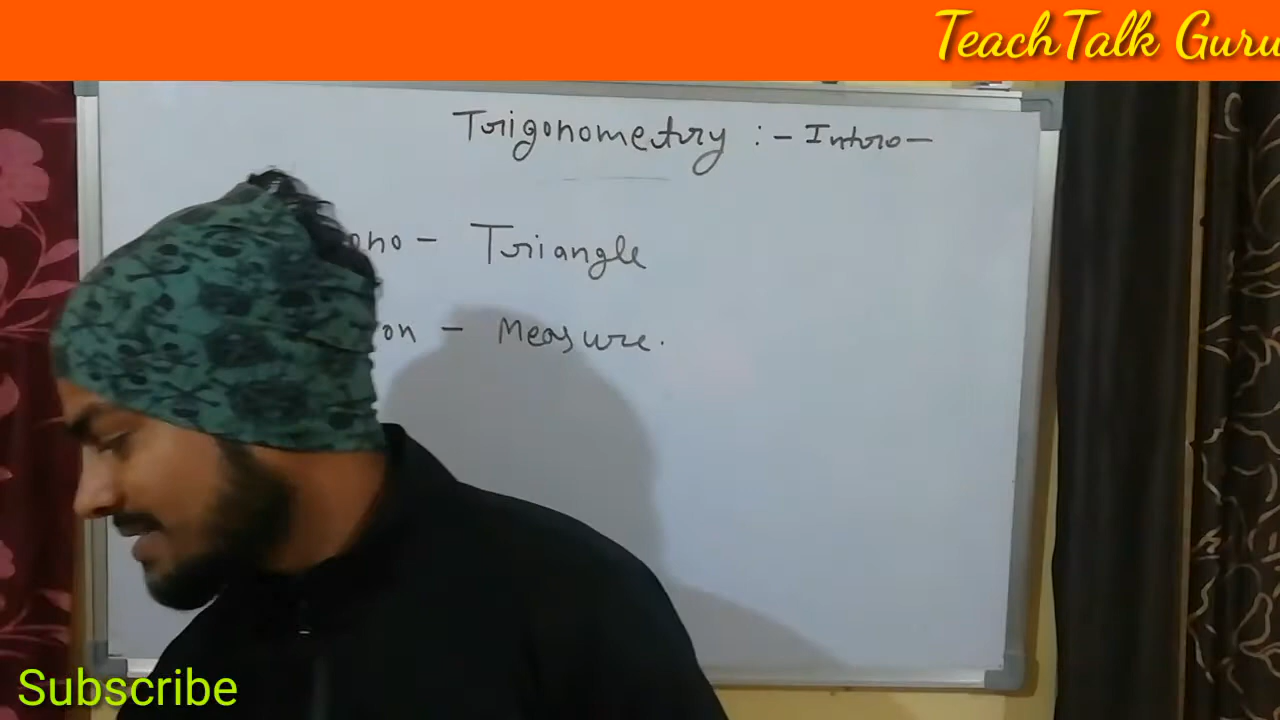 TeachTalk Guru
Trigonometry :- Intro -
ono - Triangle
on - Measure.
Subscribe